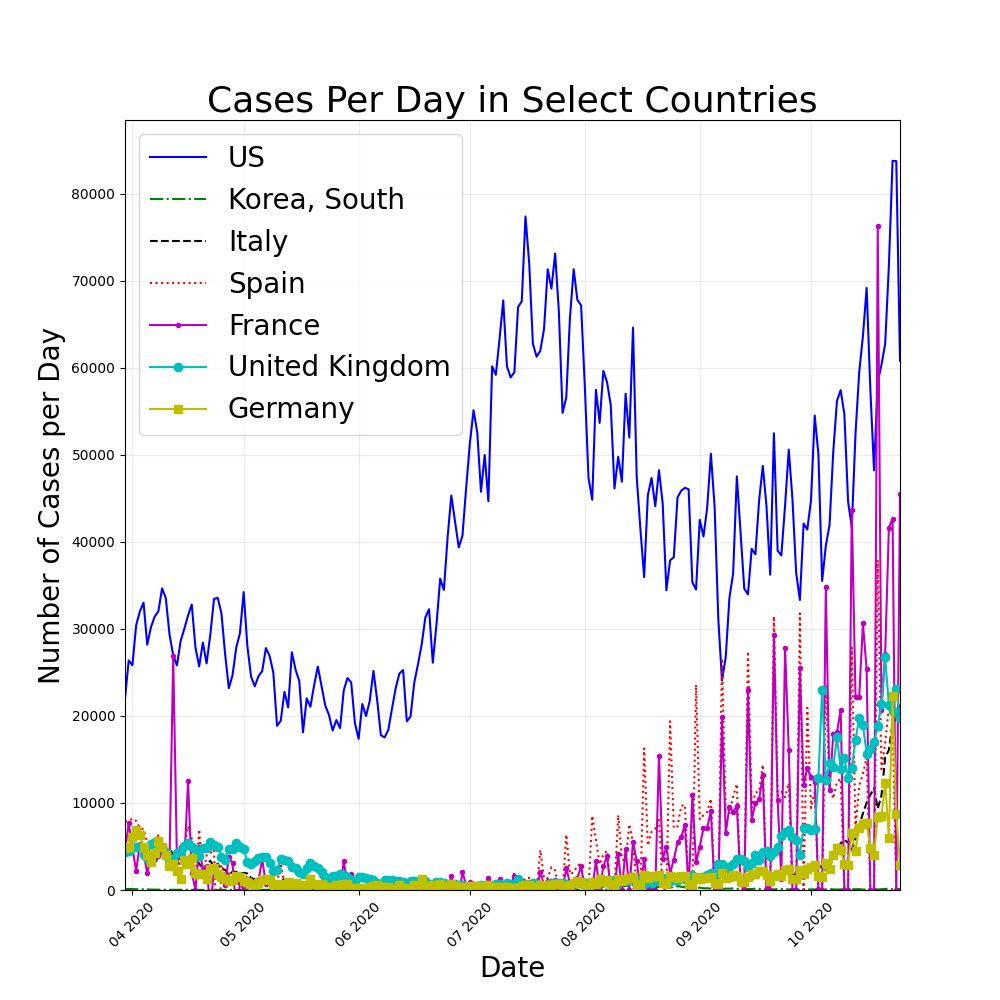 Cases Per Day in Select Countries
US
Korea, South
Italy
Spain
France
United Kingdom
Germany
Number of Cases per Day
80000
70000
60000
50000
40000
30000
20000
10000
0
04 2020
05 2020
06 2020
07 2020
08 2020
09 2020
10 2020
Date